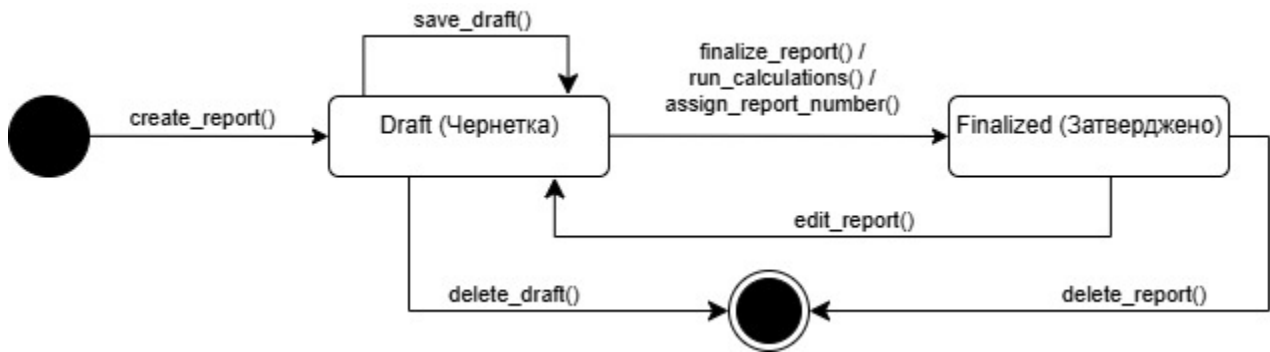 save_draft()
finalize_report() /
run_calculations() /
assign_report_number()
create_report()
Draft (Чернетка)
Finalized (Затверджено)
edit_report()
delete_draft()
delete_report()